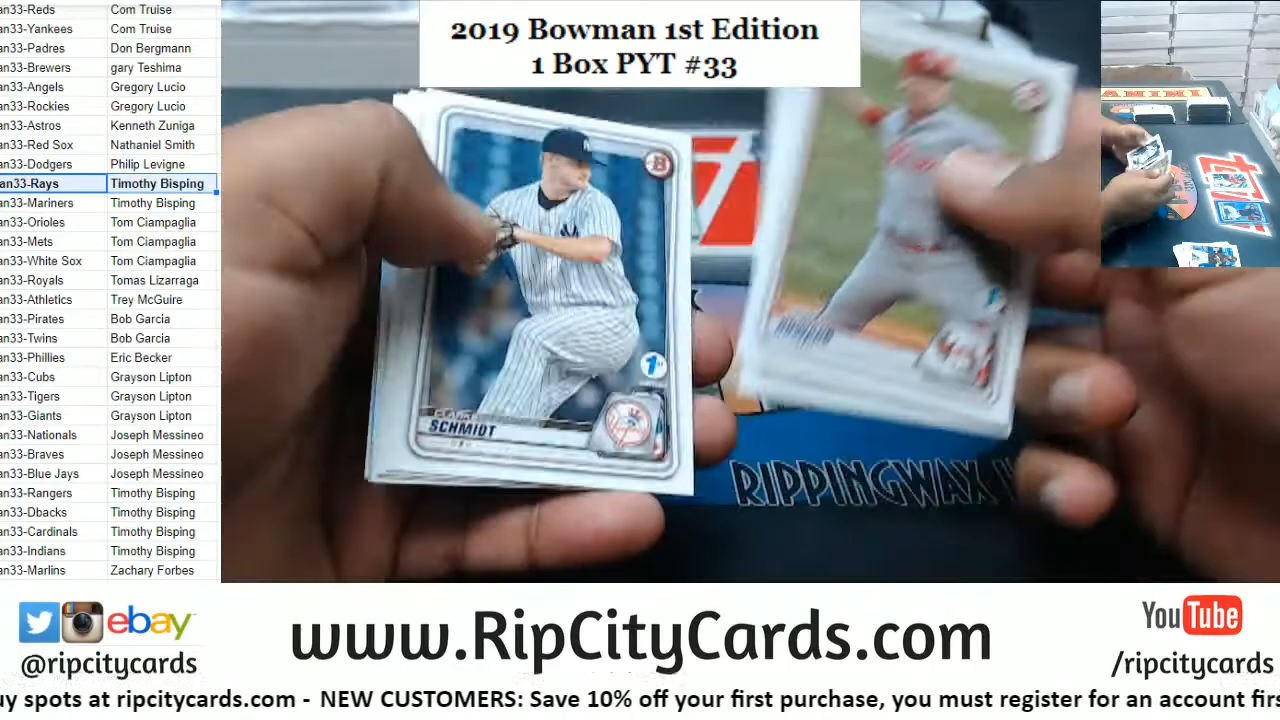 an33-Reds Com Truise
an33-Yankees Com Truise
an33-Padres Don Bergmann
an33-Brewers gary Teshima
an33-Angels Gregory Lucio
an33-Rockies Gregory Lucio
an33-Astros Kenneth Zuniga
an33-Red Sox Nathaniel Smith
an33-Dodgers Philip Levigne
an33-Rays Timothy Bisping
an33-Mariners Timothy Bisping
an33-Orioles Tom Ciampaglia
an33-Mets Tom Ciampaglia
an33-White Sox Tom Ciampaglia
an33-Royals Tomas Lizarraga
an33-Athletics Trey McGuire
an33-Pirates Bob Garcia
an33-Twins Bob Garcia
an33-Phillies Eric Becker
an33-Cubs Grayson Lipton
an33-Tigers Grayson Lipton
an33-Giants Grayson Lipton
an33-Nationals Joseph Messineo
an33-Braves Joseph Messineo
an33-Blue Jays Joseph Messineo
an33-Rangers Timothy Bisping
an33-Dbacks Timothy Bisping
an33-Cardinals Timothy Bisping
an33-Indians Timothy Bisping
an33-Marlins Zachary Forbes
2019 Bowman 1st Edition
1 Box PYT #33
B
1st
CLARKE
SCHMIDT
RIPPINGWAX
PANINI
ebay
@ripcitycards
www.RipCityCards.com
YouTube
/ripcitycards
uy spots at ripcitycards.com - NEW CUSTOMERS: Save 10% off your first purchase, you must register for an account firs